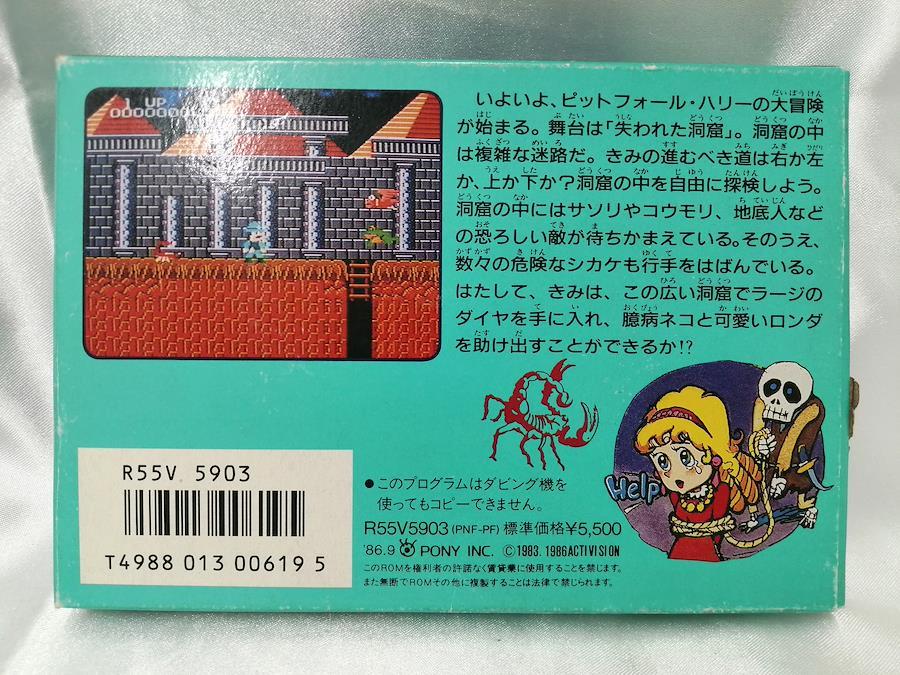 1 UP
いよいよ、ピットフォール・ハリーの大冒険
が始まる。舞台は「失われた洞窟」。洞窟の中
は複雑な迷路だ。きみの進むべき道は右か左
か、上か下か?洞窟の中を自由に探検しよう。
洞窟の中にはサソリやコウモリ、地底人など
の恐ろしい敵が待ちかまえている。そのうえ、
数々の危険なシカケも行手をはばんでいる。
はたして、きみは、この広い洞窟でラージの
ダイヤを手に入れ、臆病ネコと可愛いロンダ
を助け出すことができるか!?
Help
R55V 5903
T4988 013 00619 5
●このプログラムはダビング機を
使ってもコピーできません。
R55V5903(PNF-PF) 標準価格¥5,500
'86.9 PONY INC. ©1983. 1986 ACTIVISION
このROMを権利者の許諾なく賃貸業に使用することを禁じます。
また無断でROMその他に複製することは法律で禁じられます。